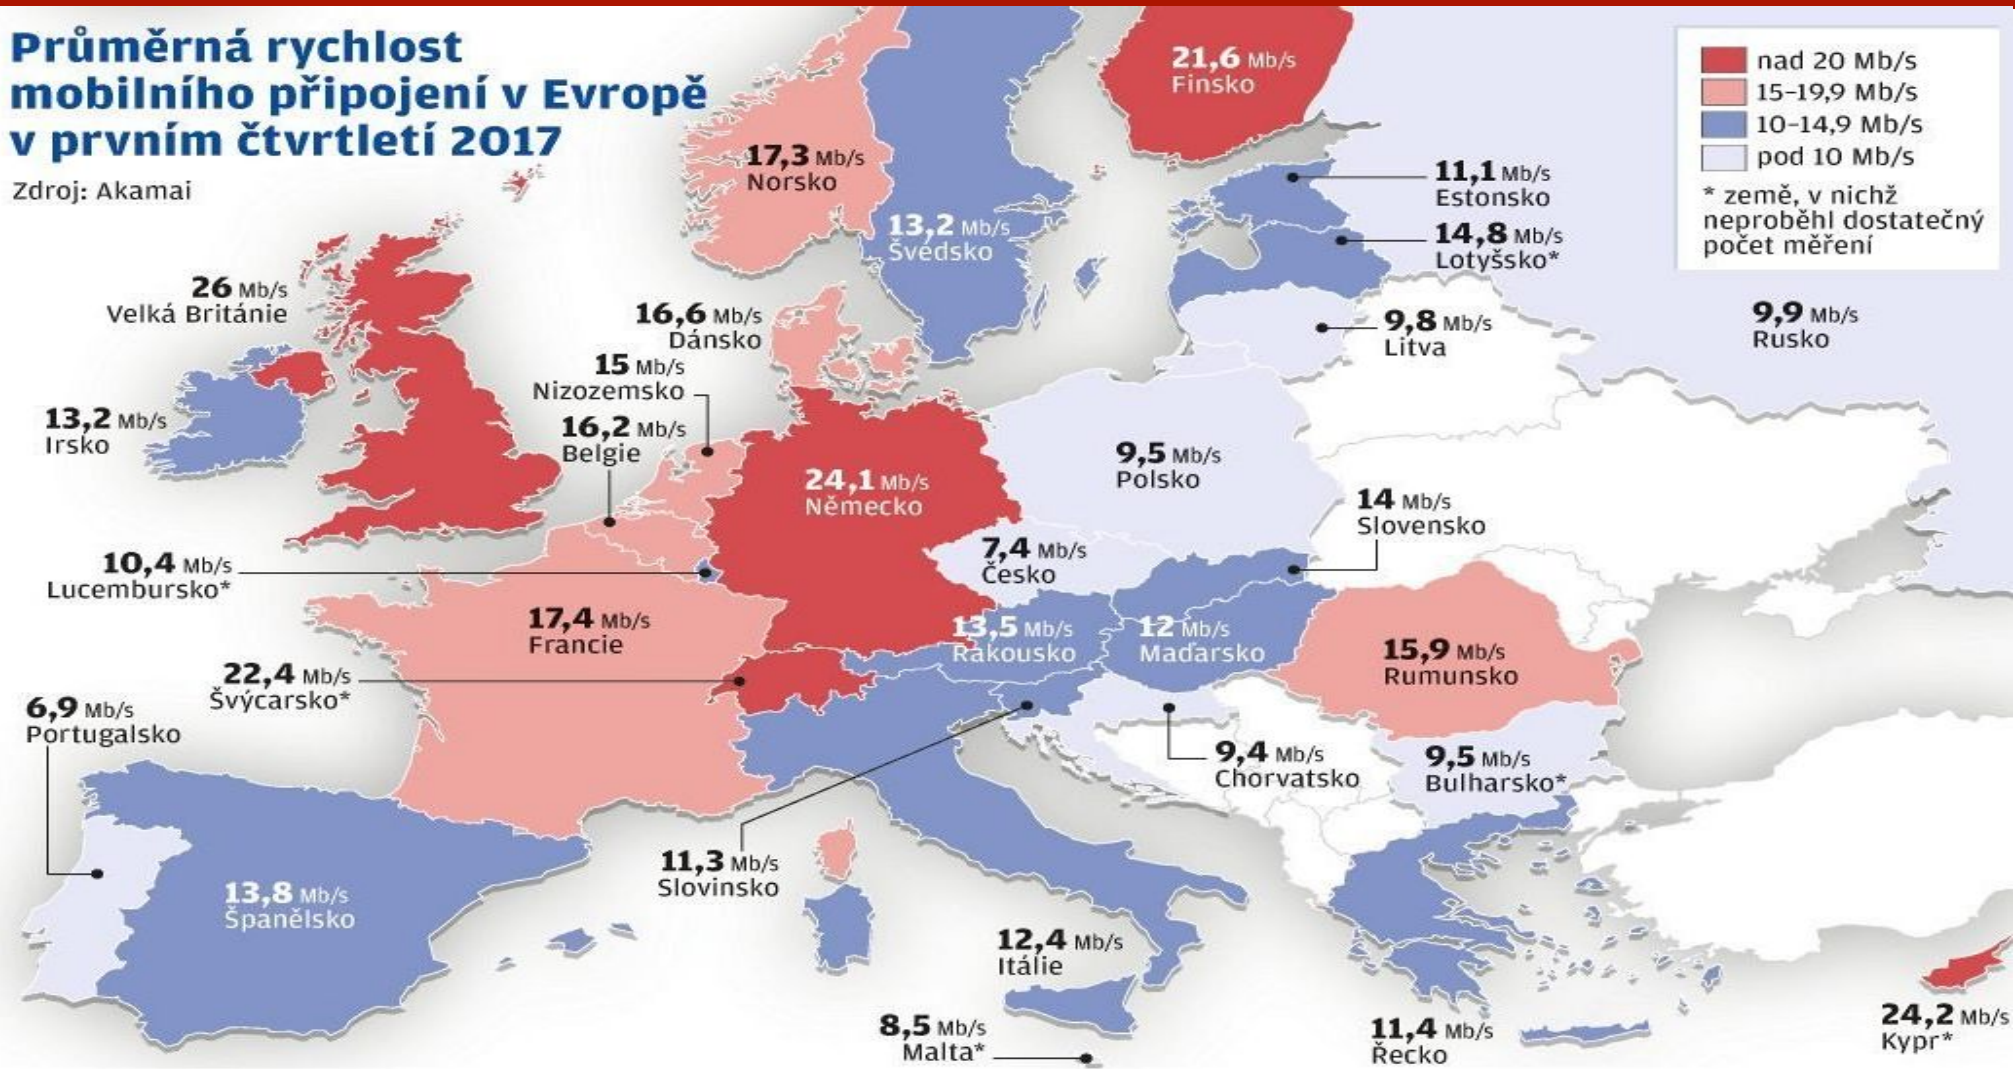 Průměrná rychlost
mobilního připojení v Evropě
v prvním čtvrtletí 2017
Zdroj: Akamai
nad 20 Mb/s
15–19,9 Mb/s
10–14,9 Mb/s
pod 10 Mb/s
* země, v nichž
neproběhl dostatečný
počet měření
21,6 Mb/s
Finsko
17,3 Mb/s
Norsko
13,2 Mb/s
Švédsko
11,1 Mb/s
Estonsko
14,8 Mb/s
Lotyšsko*
26 Mb/s
Velká Británie
16,6 Mb/s
Dánsko
9,8 Mb/s
Litva
9,9 Mb/s
Rusko
15 Mb/s
Nizozemsko
13,2 Mb/s
Irsko
16,2 Mb/s
Belgie
24,1 Mb/s
Německo
9,5 Mb/s
Polsko
14 Mb/s
Slovensko
10,4 Mb/s
Lucembursko*
7,4 Mb/s
Česko
17,4 Mb/s
Francie
13,5 Mb/s
Rakousko
12 Mb/s
Maďarsko
15,9 Mb/s
Rumunsko
22,4 Mb/s
Švýcarsko*
6,9 Mb/s
Portugalsko
9,4 Mb/s
Chorvatsko
9,5 Mb/s
Bulharsko*
11,3 Mb/s
Slovinsko
13,8 Mb/s
Španělsko
12,4 Mb/s
Itálie
8,5 Mb/s
Malta*
11,4 Mb/s
Řecko
24,2 Mb/s
Kypr*